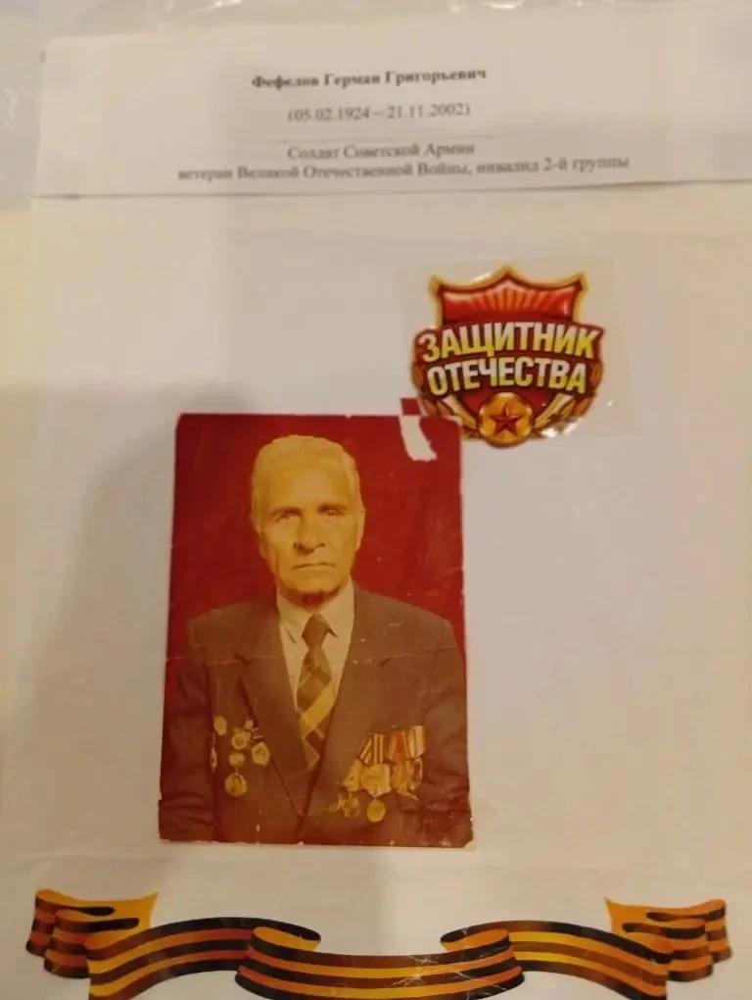 Фефелов Герман Григорьевич
(05.02.1924 – 21.11.2002)
Солдат Советской Армии
ветеран Великой Отечественной Войны, инвалид 2-й группы
ЗАЩИТНИК
ОТЕЧЕСТВА